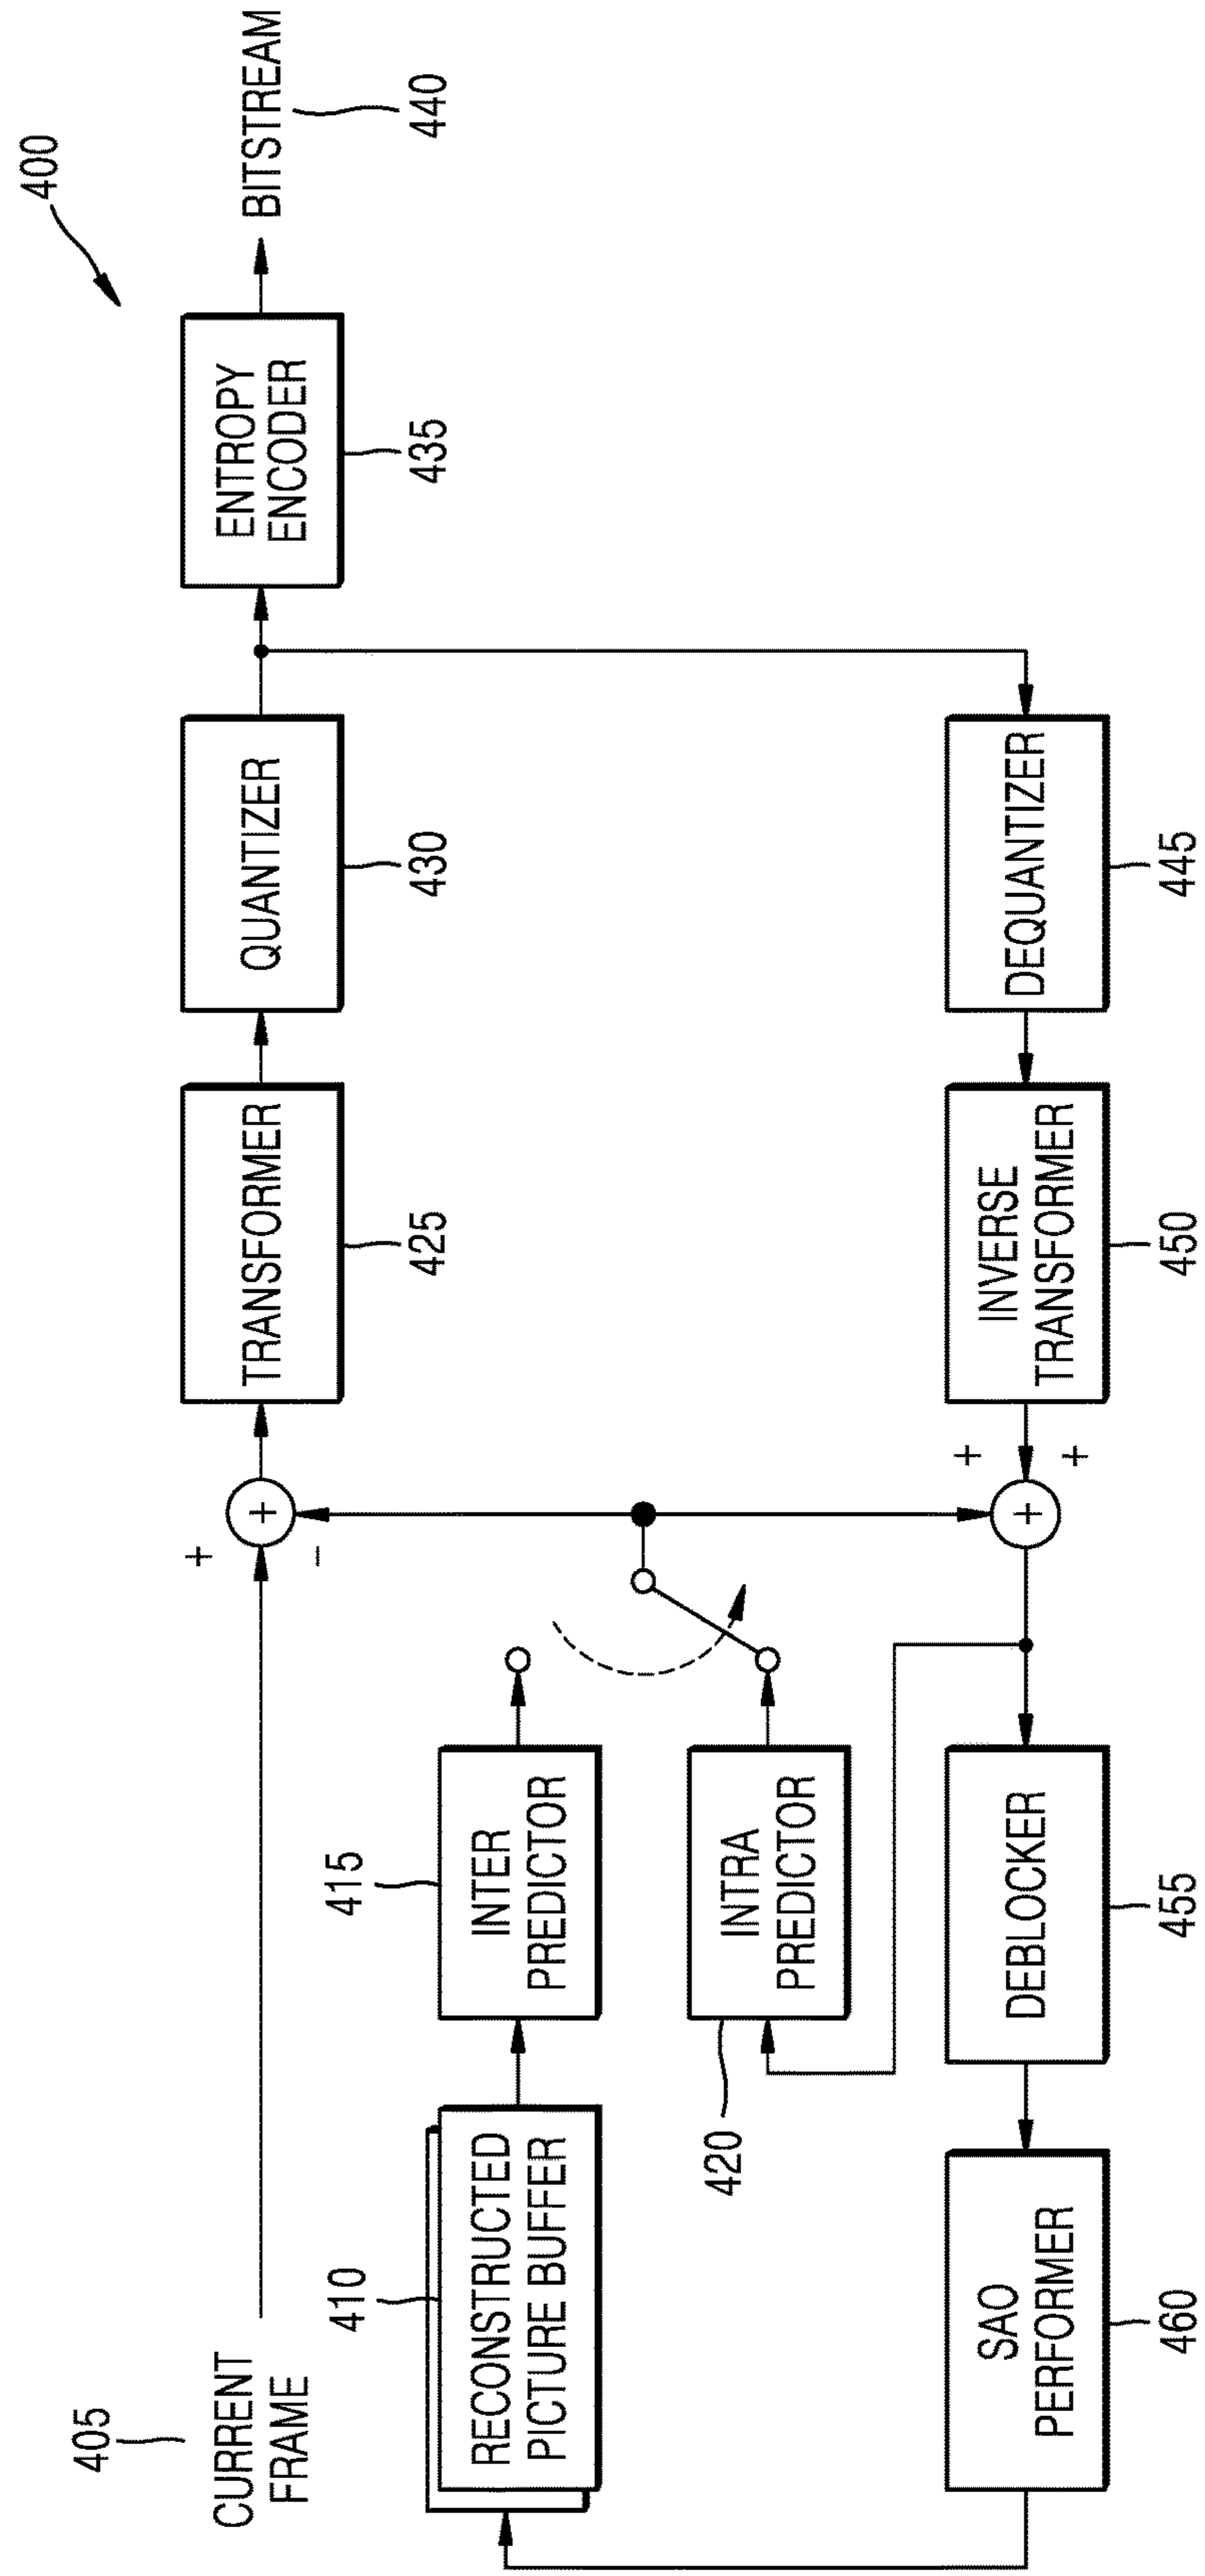 400
405
CURRENT
FRAME
+
−
+
TRANSFORMER
425
QUANTIZER
430
ENTROPY
ENCODER
435
BITSTREAM
440
410
RECONSTRUCTED
PICTURE BUFFER
415
INTER
PREDICTOR
INTRA
PREDICTOR
420
SAO
PERFORMER
460
DEBLOCKER
455
+
+
+
INVERSE
TRANSFORMER
450
DEQUANTIZER
445